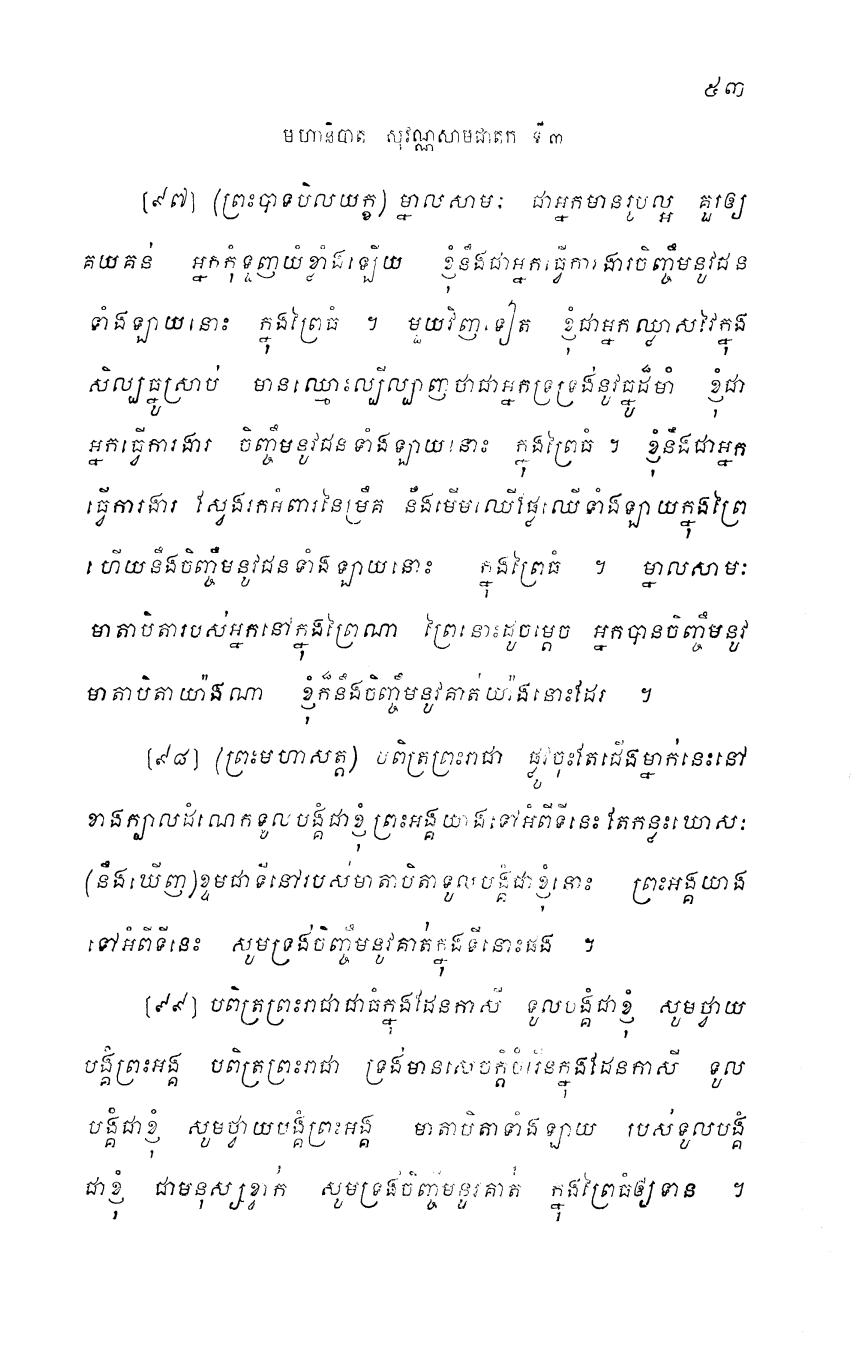 ៥៣
មហានិបាត សុវណ្ណសាមជាតក ទី ៣
[៩៧] (ព្រះបាទបិលយក្ខ) ម្នាលសាមៈ ជាអ្នកមានរូបល្អ គួរឲ្យ
គយគន់ អ្នកកុំទួញយំខ្លាំងឡើយ ខ្ញុំនឹងជាអ្នកធ្វើការងារចិញ្ចឹមនូវជន
ទាំងឡាយនោះ ក្នុងព្រៃធំ ។ មួយវិញទៀត ខ្ញុំជាអ្នកឈ្លាសវៃក្នុង
សិល្បធ្នូស្រាប់ មានឈ្មោះល្បីល្បាញថាជាអ្នកទ្រទ្រង់នូវធ្នូដ៏មាំ ខ្ញុំជា
អ្នកធ្វើការងារ ចិញ្ចឹមនូវជនទាំងឡាយនោះ ក្នុងព្រៃធំ ។ ខ្ញុំនឹងជាអ្នក
ធ្វើការងារ ស្វែងរកអំពារនៃម្រឹគ នឹងមើមឈើផ្លែឈើទាំងឡាយក្នុងព្រៃ
ហើយនឹងចិញ្ចឹមនូវជនទាំងឡាយនោះ ក្នុងព្រៃធំ ។ ម្នាលសាមៈ
មាតាបិតារបស់អ្នកនៅក្នុងព្រៃណា ព្រៃនោះដូចម្តេច អ្នកបានចិញ្ចឹមនូវ
មាតាបិតាយ៉ាងណា ខ្ញុំក៏នឹងចិញ្ចឹមនូវគាត់យ៉ាងនោះដែរ ។
[៩៨] (ព្រះមហាសត្ត) បពិត្រព្រះរាជា ផ្លូវចុះតែជើងម្នាក់នេះនៅ
ខាងក្បាលដំណេកទូលបង្គំជាខ្ញុំ ព្រះអង្គយាងទៅអំពីទីនេះ តែកន្លះឃោសៈ
(នឹងឃើញ)ខ្ទមជាទីនៅរបស់មាតាបិតាទូលបង្គំជាខ្ញុំនោះ ព្រះអង្គយាង
ទៅអំពីទីនេះ សូមទ្រង់ចិញ្ចឹមនូវគាត់ក្នុងទីនោះផង ។
[៩៩] បពិត្រព្រះរាជាជាធំក្នុងដែនកាសី ទូលបង្គំជាខ្ញុំ សូមថ្វាយ
បង្គំព្រះអង្គ បពិត្រព្រះរាជា ទ្រង់មានសេចក្តីចំរើនក្នុងដែនកាសី ទូល
បង្គំជាខ្ញុំ សូមថ្វាយបង្គំព្រះអង្គ មាតាបិតាទាំងឡាយ របស់ទូលបង្គំ
ជាខ្ញុំ ជាមនុស្សខ្វាក់ សូមទ្រង់ចិញ្ចឹមនូវគាត់ ក្នុងព្រៃធំឲ្យទាន ។